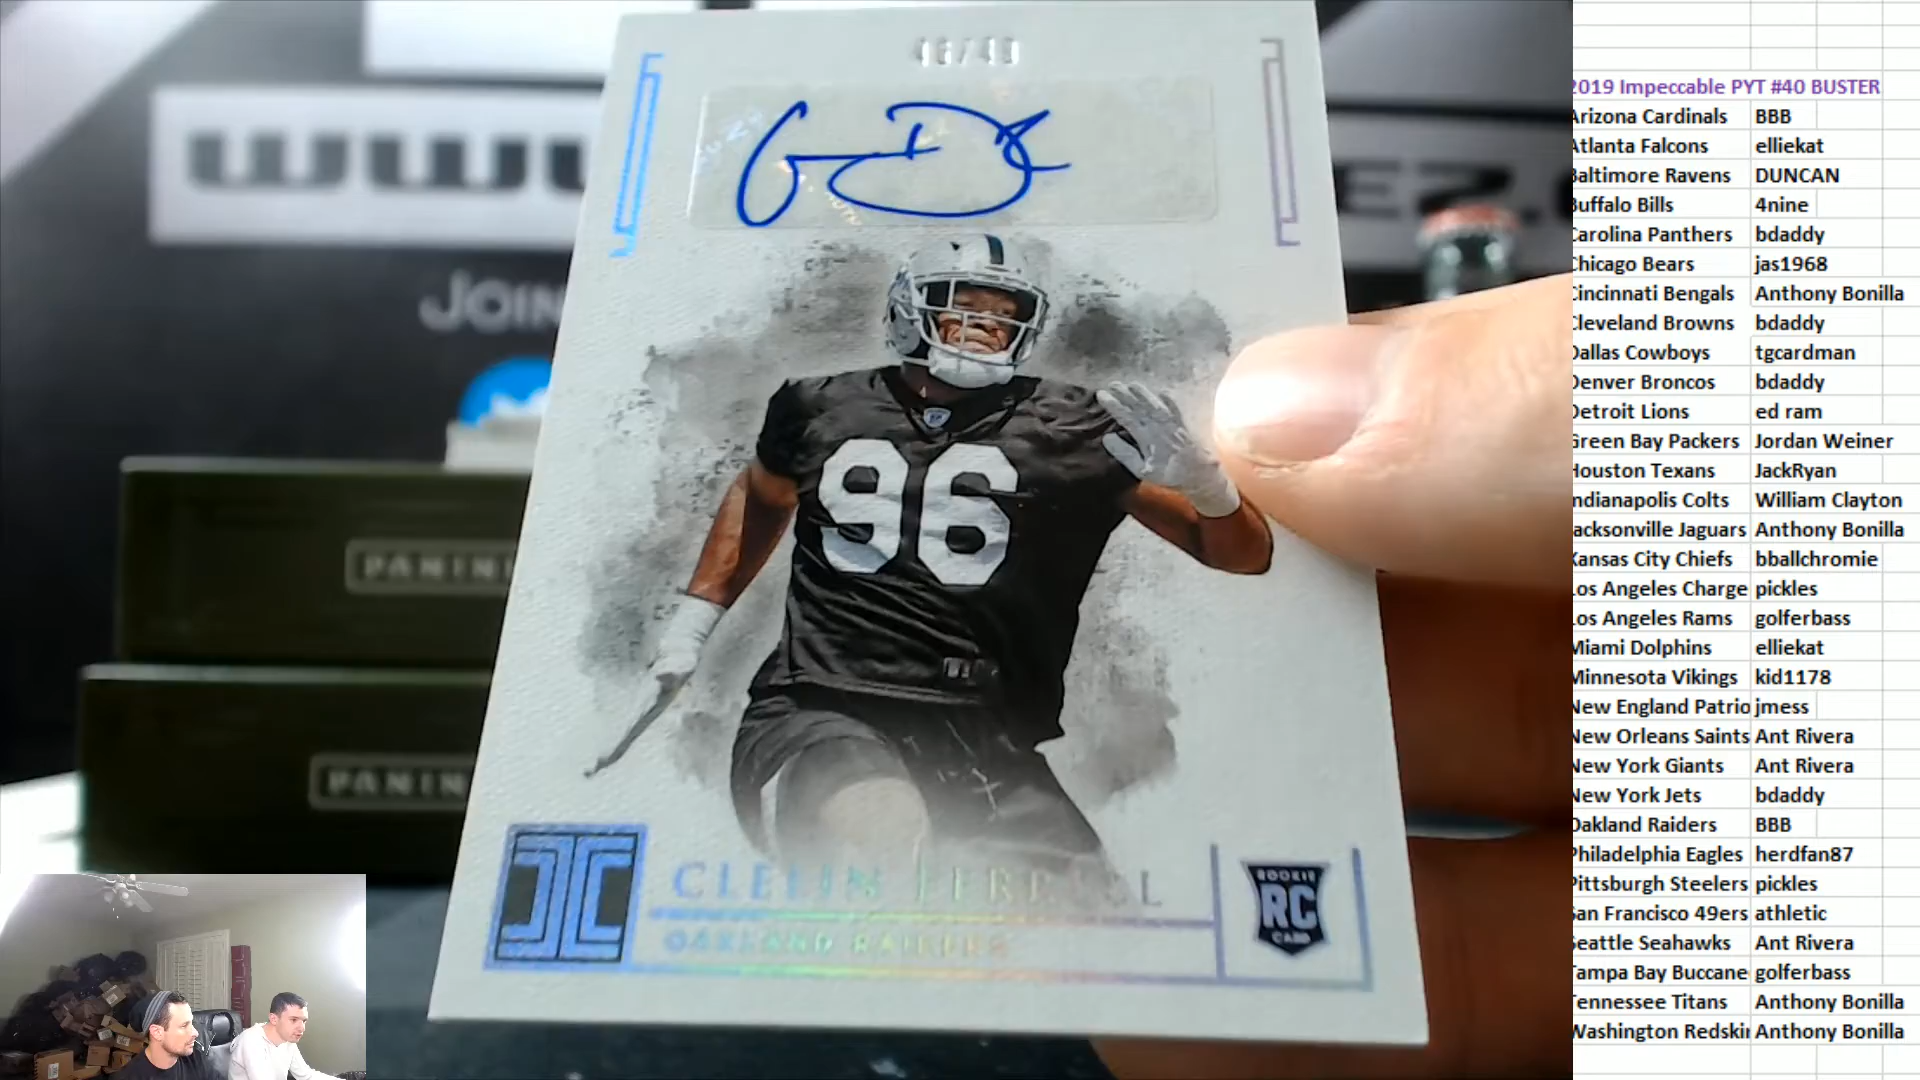 46/49
JOIN
96
PANINI
PANINI
CLELIN FERRELL
OAKLAND RAIDERS
ROOKIE
RC
CARD
2019 Impeccable PYT #40 BUSTER
Arizona Cardinals BBB
Atlanta Falcons elliekat
Baltimore Ravens DUNCAN
Buffalo Bills 4nine
Carolina Panthers bdaddy
Chicago Bears jas1968
Cincinnati Bengals Anthony Bonilla
Cleveland Browns bdaddy
Dallas Cowboys tgcardman
Denver Broncos bdaddy
Detroit Lions ed ram
Green Bay Packers Jordan Weiner
Houston Texans JackRyan
Indianapolis Colts William Clayton
Jacksonville Jaguars Anthony Bonilla
Kansas City Chiefs bballchromie
Los Angeles Charge pickles
Los Angeles Rams golferbass
Miami Dolphins elliekat
Minnesota Vikings kid1178
New England Patrio jmess
New Orleans Saints Ant Rivera
New York Giants Ant Rivera
New York Jets bdaddy
Oakland Raiders BBB
Philadelphia Eagles herdfan87
Pittsburgh Steelers pickles
San Francisco 49ers athletic
Seattle Seahawks Ant Rivera
Tampa Bay Buccane golferbass
Tennessee Titans Anthony Bonilla
Washington Redskin Anthony Bonilla